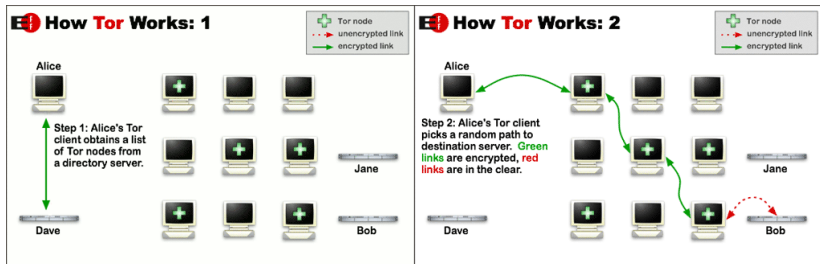 EFF How Tor Works: 1
Tor node
unencrypted link
encrypted link
Alice
Step 1: Alice's Tor
client obtains a list
of Tor nodes from
a directory server.
Jane
Dave
Bob
EFF How Tor Works: 2
Tor node
unencrypted link
encrypted link
Alice
Step 2: Alice's Tor client
picks a random path to
destination server. Green
links are encrypted, red
links are in the clear.
Jane
Dave
Bob